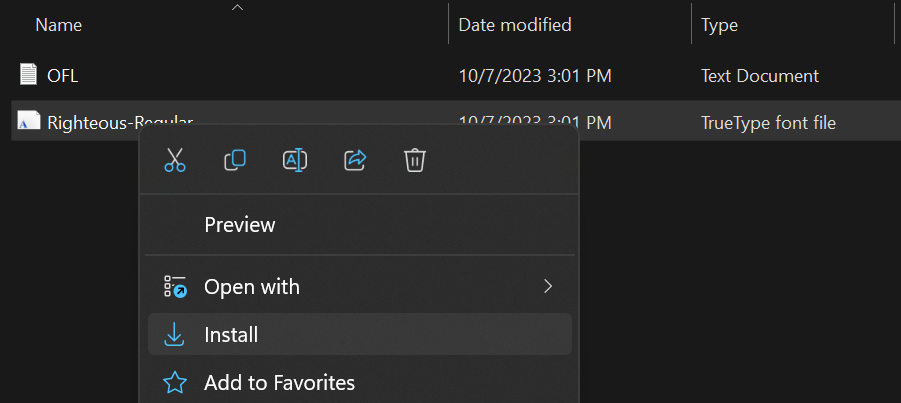 Name Date modified Type
OFL 10/7/2023 3:01 PM Text Document
Righteous-Regular 10/7/2023 3:01 PM TrueType font file
Preview
Open with
Install
Add to Favorites